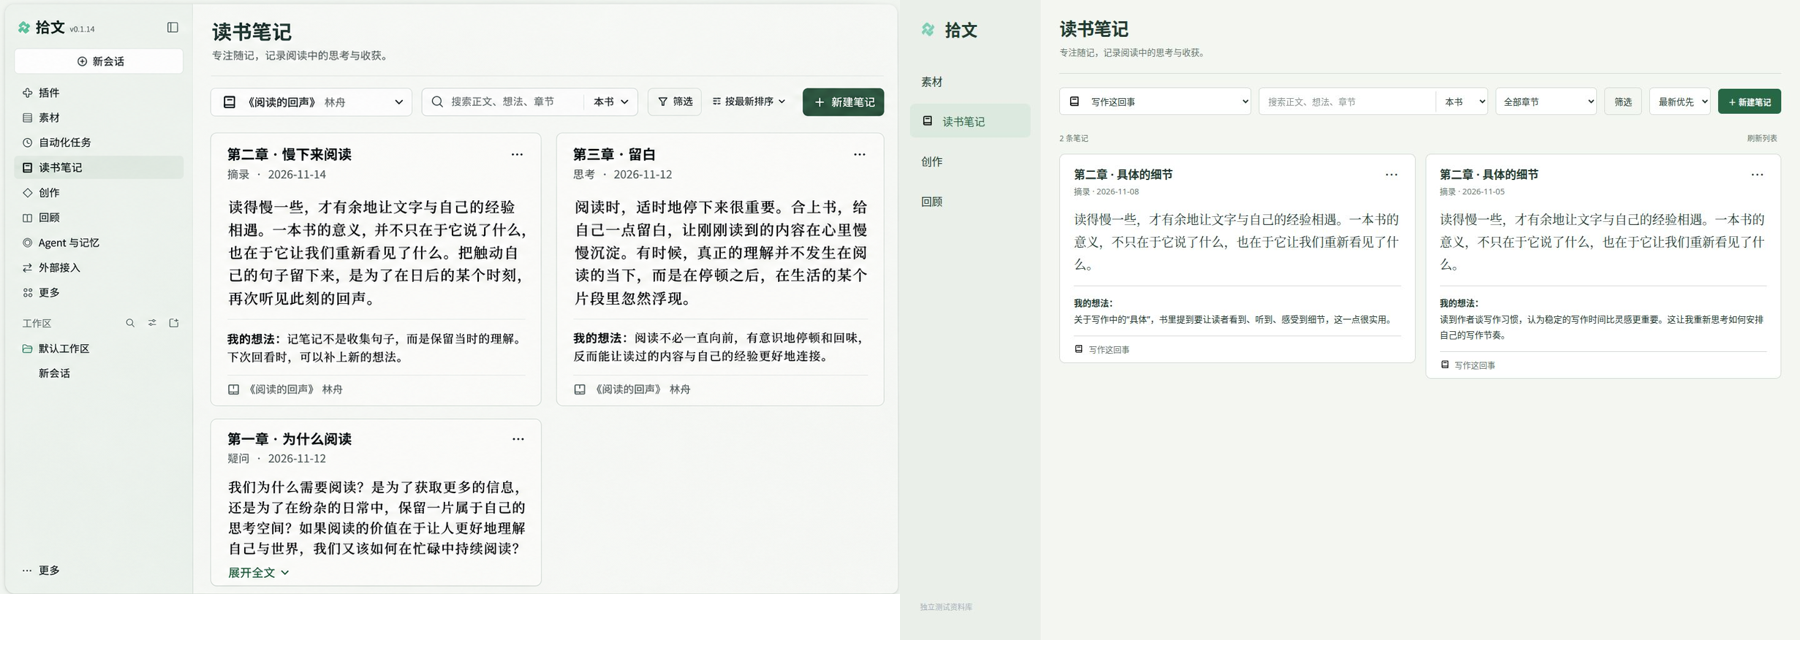 拾文 v0.1.14
新会话
插件
素材
自动化任务
读书笔记
创作
回顾
Agent 与记忆
外部接入
更多
工作区
默认工作区
新会话
更多
读书笔记
专注随记，记录阅读中的思考与收获。
《阅读的回声》 林舟
搜索正文、想法、章节
本书
筛选
按最新排序
+ 新建笔记
第二章 · 慢下来阅读
摘录 · 2026-11-14
读得慢一些，才有余地让文字与自己的经验
相遇。一本书的意义，并不只在于它说了什么，
也在于它让我们重新看见了什么。把触动自
己的句子留下来，是为了在日后的某个时刻，
再次听见此刻的回声。
我的想法：记笔记不是收集句子，而是保留当时的理解。
下次回看时，可以补上新的想法。
《阅读的回声》 林舟
第三章 · 留白
思考 · 2026-11-12
阅读时，适时地停下来很重要。合上书，给
自己一点留白，让刚刚读到的内容在心里慢
慢沉淀。有时候，真正的理解并不发生在阅
读的当下，而是在停顿之后，在生活的某个
片段里忽然浮现。
我的想法：阅读不必一直向前，有意识地停顿和回味，
反而能让读过的内容与自己的经验更好地连接。
《阅读的回声》 林舟
第一章 · 为什么阅读
疑问 · 2026-11-12
我们为什么需要阅读？是为了获取更多的信息，
还是为了在纷杂的日常中，保留一片属于自己的
思考空间？如果阅读的价值在于让人更好地理解
自己与世界，我们又该如何在忙碌中持续阅读？
展开全文
拾文
素材
读书笔记
创作
回顾
独立测试资料库
读书笔记
专注随记，记录阅读中的思考与收获。
写作这回事
搜索正文、想法、章节
本书
全部章节
筛选
最新优先
+ 新建笔记
2 条笔记
刷新列表
第二章 · 具体的细节
摘录 · 2026-11-08
读得慢一些，才有余地让文字与自己的经验相遇。一本书的
意义，不只在于它说了什么，也在于它让我们重新看见了什
么。
我的想法：
关于写作中的“具体”，书里提到要让读者看到、听到、感受到细节，这一点很实用。
写作这回事
第二章 · 具体的细节
摘录 · 2026-11-05
读得慢一些，才有余地让文字与自己的经验相遇。一本书的
意义，不只在于它说了什么，也在于它让我们重新看见了什
么。
我的想法：
读到作者谈写作习惯，认为稳定的写作时间比灵感更重要。这让我重新思考如何安排
自己的写作节奏。
写作这回事